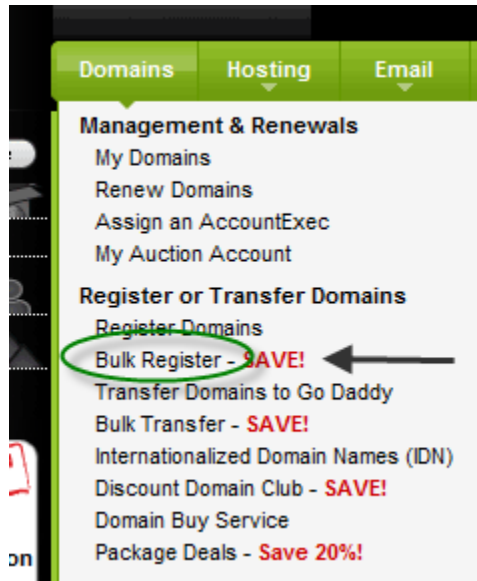 Domains Hosting Email
Management & Renewals
My Domains
Renew Domains
Assign an AccountExec
My Auction Account
Register or Transfer Domains
Register Domains
Bulk Register - SAVE!
Transfer Domains to Go Daddy
Bulk Transfer - SAVE!
Internationalized Domain Names (IDN)
Discount Domain Club - SAVE!
Domain Buy Service
Package Deals - Save 20%!
on